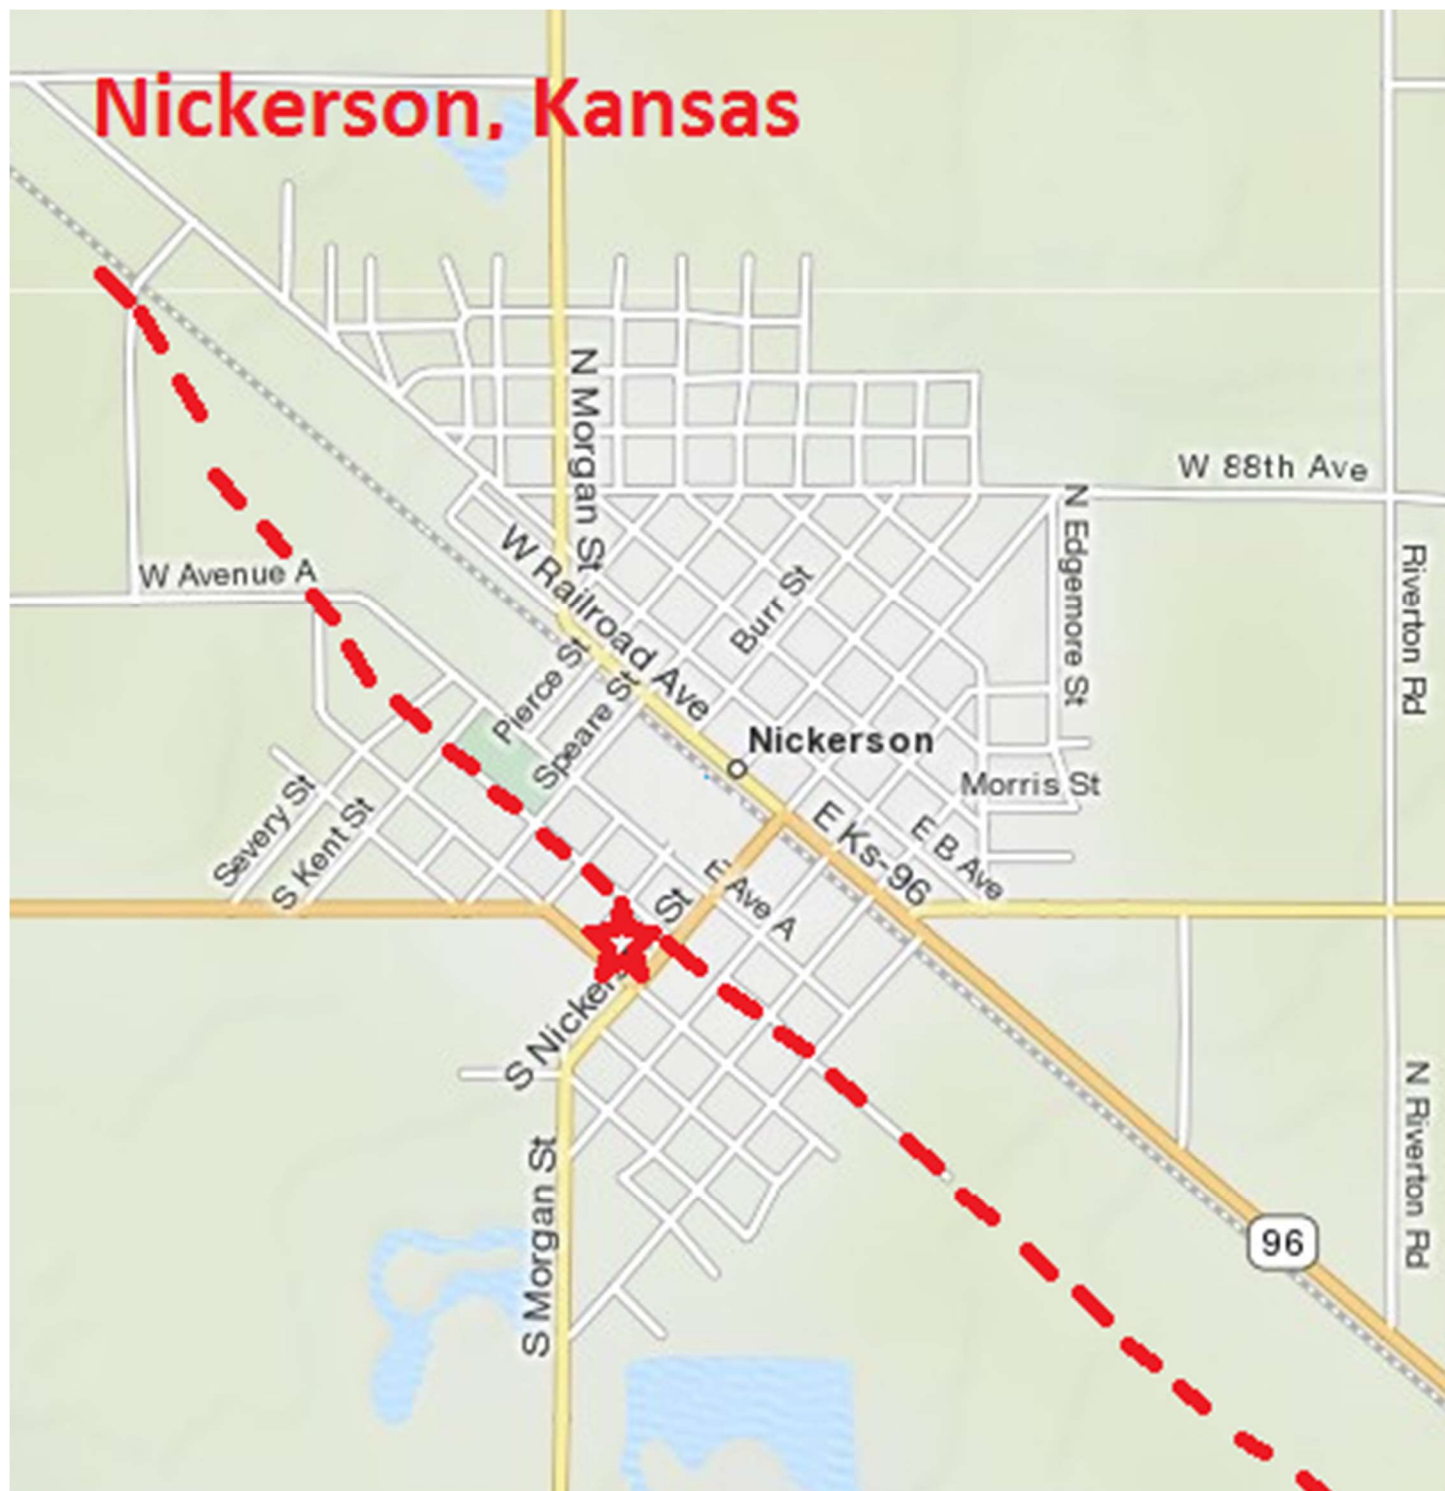 Nickerson, Kansas
N Morgan St
W 88th Ave
N Edgemore St
Riverton Rd
W Railroad Ave
Burr St
W Avenue A
Pierce St
Speare St
Nickerson
Morris St
Severy St
S Kent St
E Ks-96
E B Ave
E Ave A
St
S Nicker
S Morgan St
N Riverton Rd
96